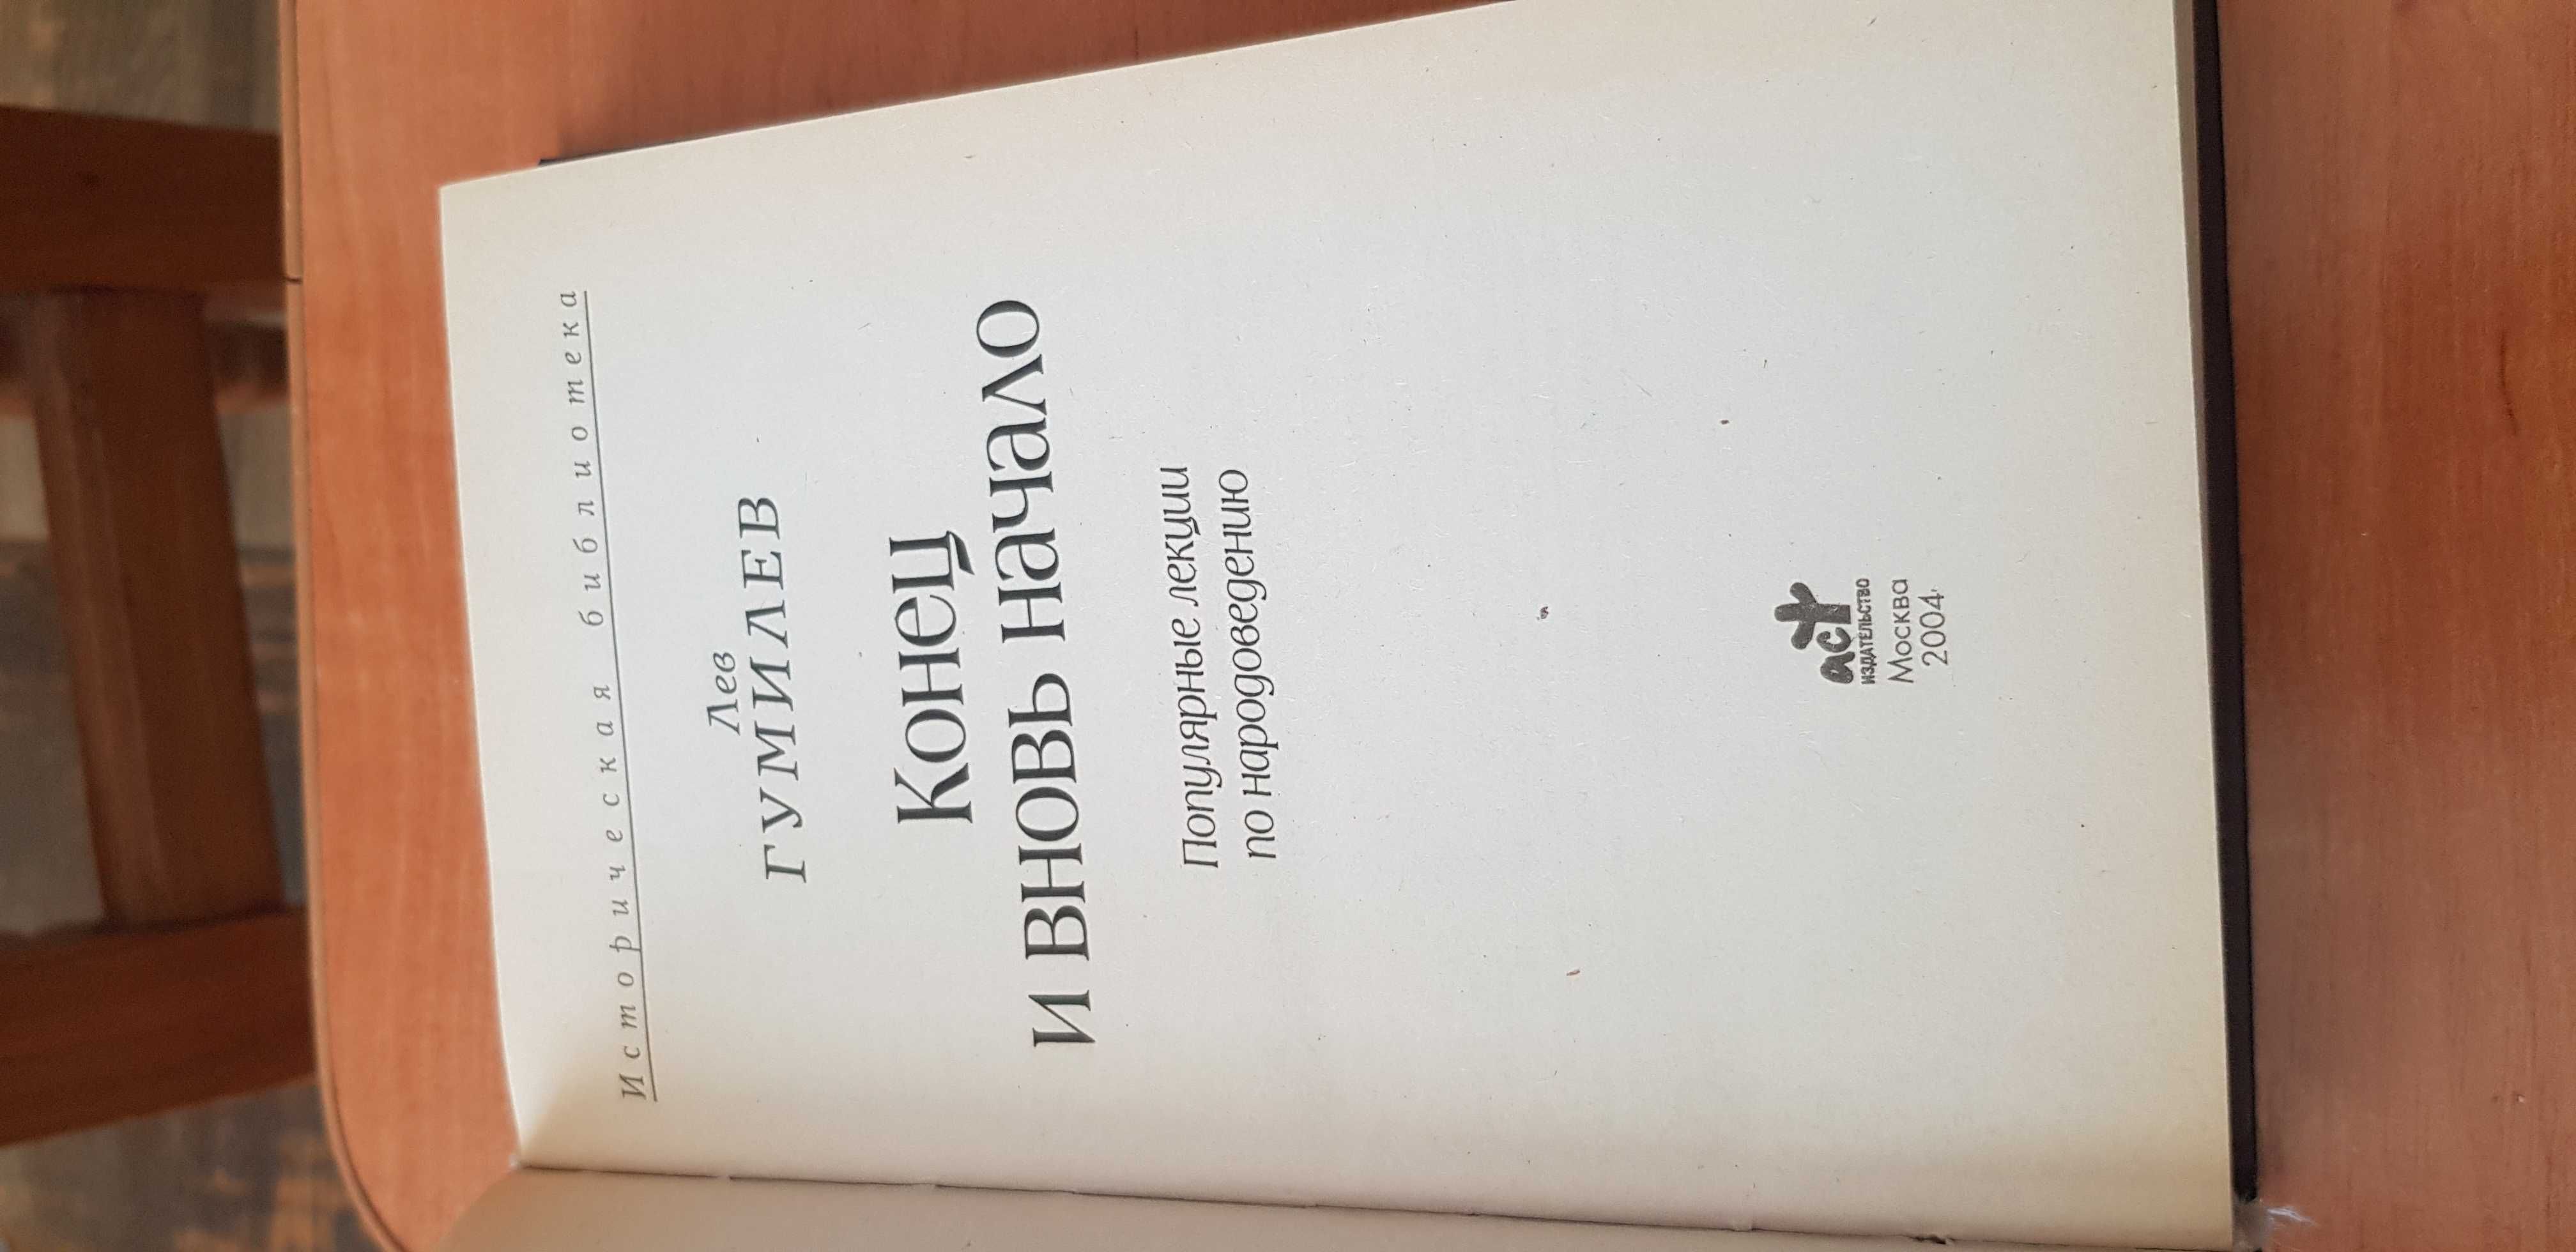 Историческая библиотека
Лев
ГУМИЛЕВ
Конец
и вновь начало
Популярные лекции
по народоведению
аст
ИЗДАТЕЛЬСТВО
Москва
2004